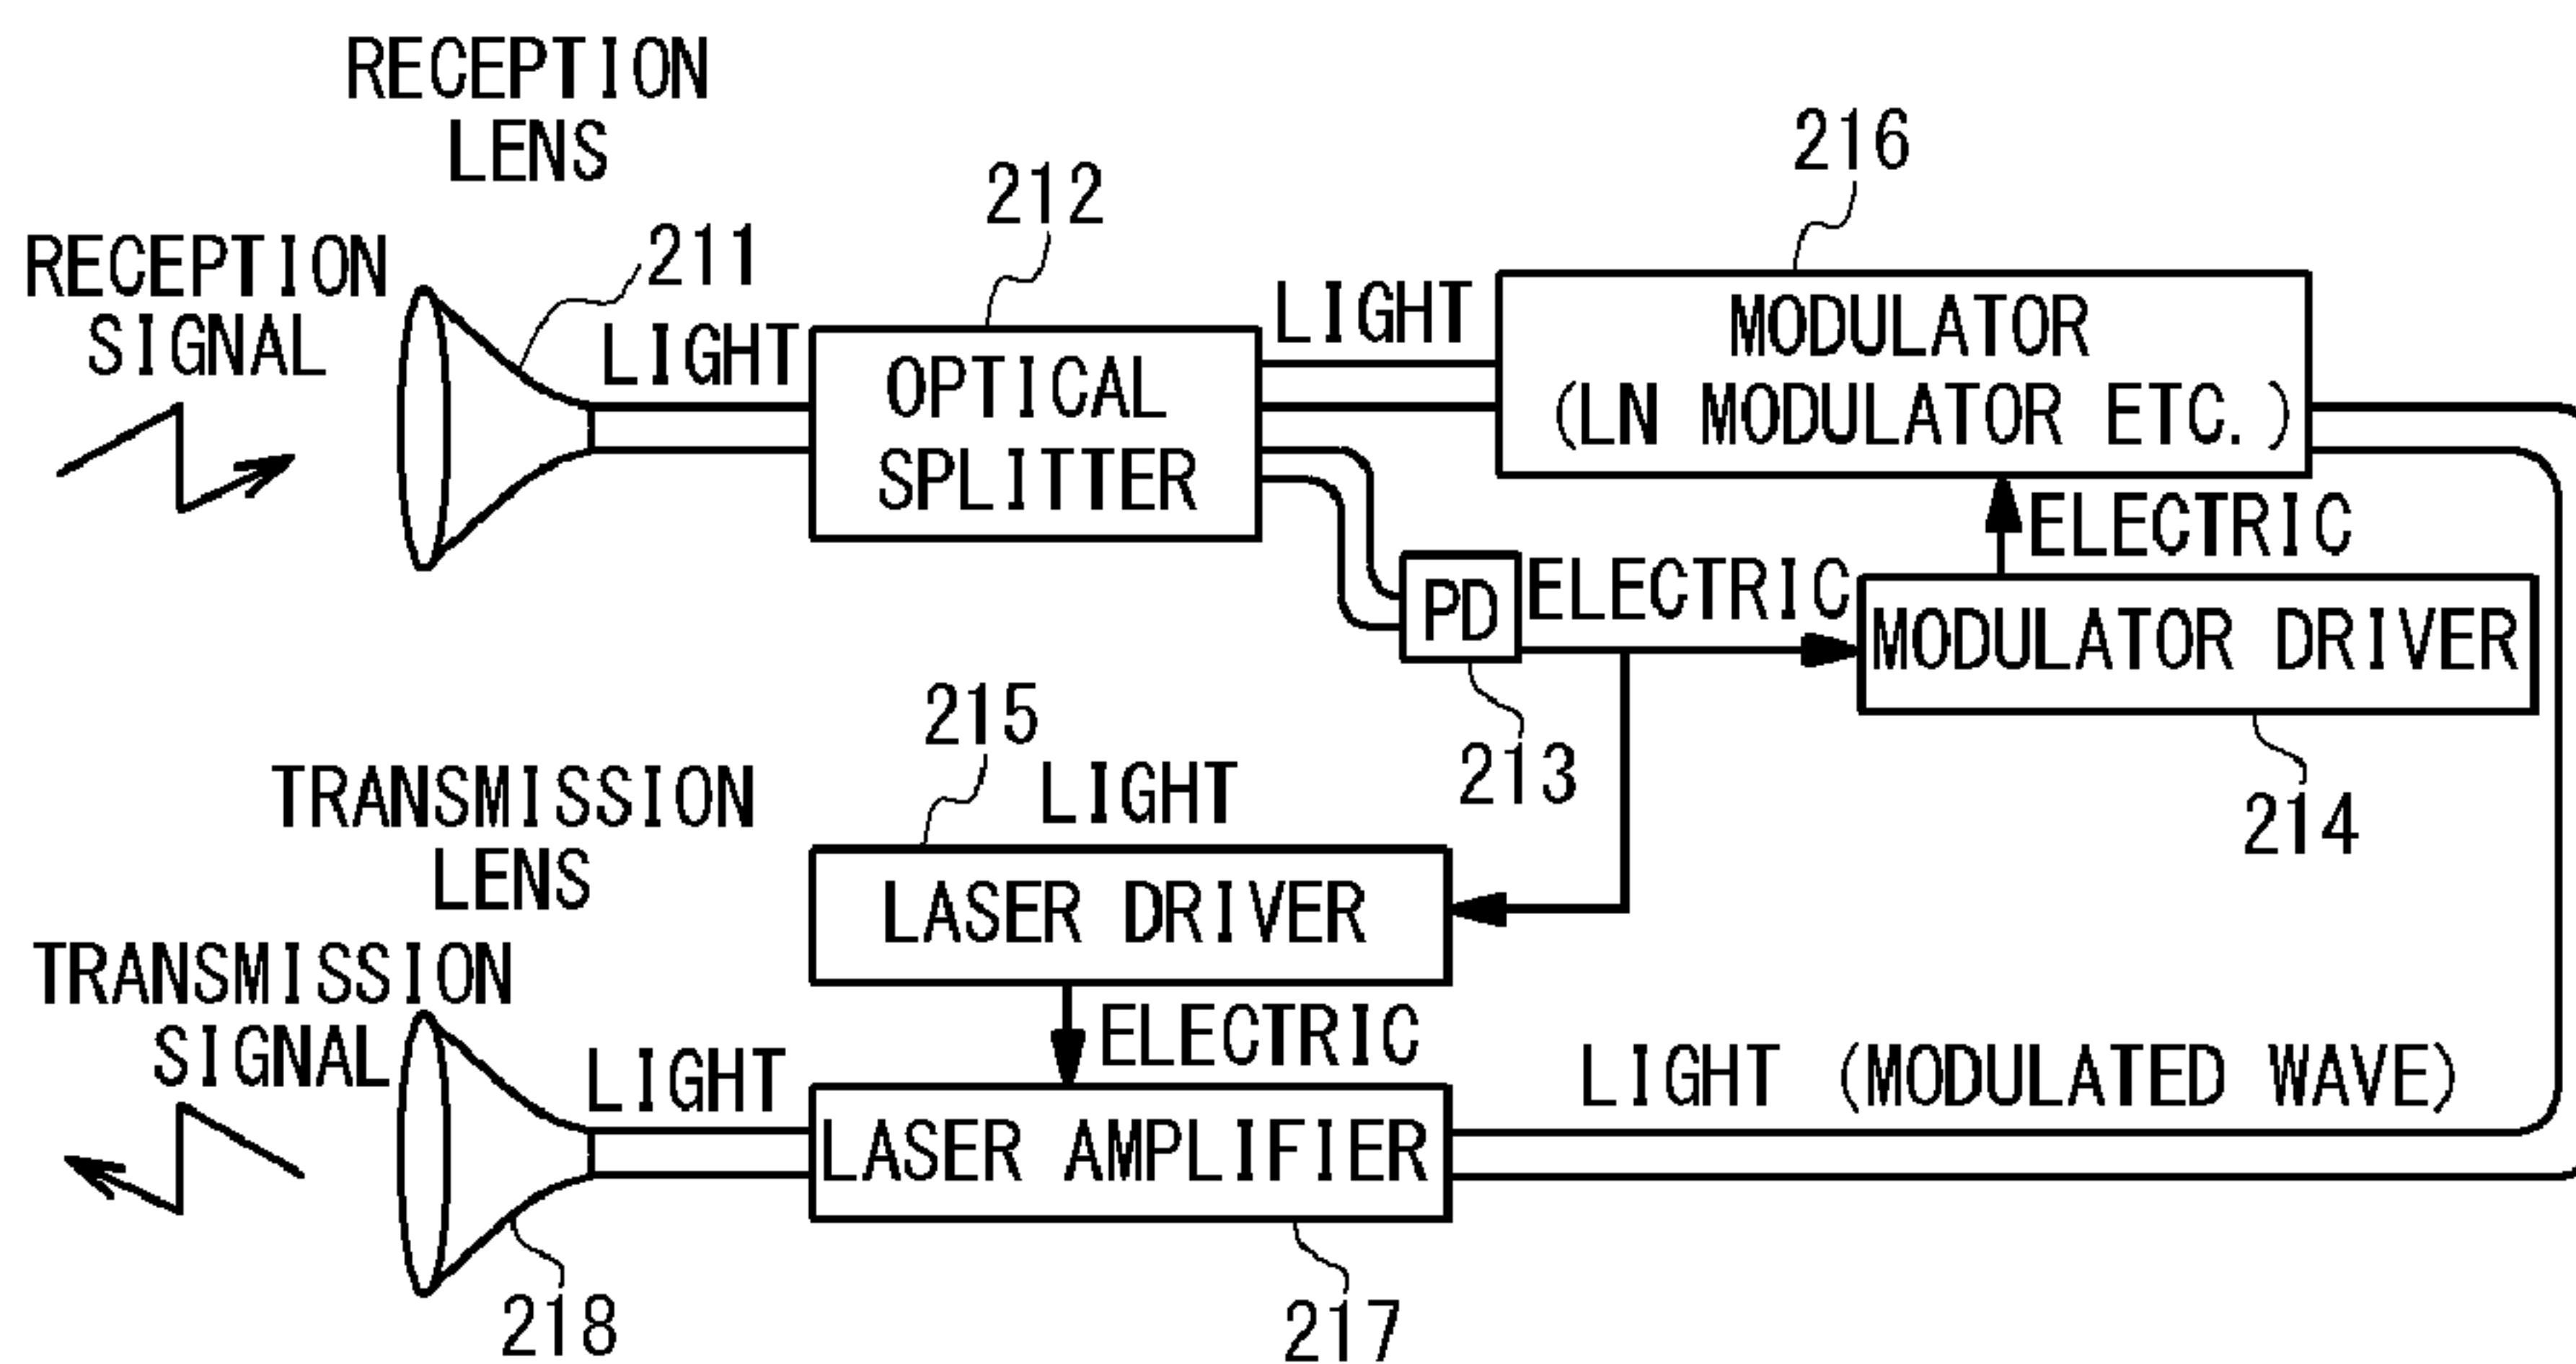 RECEPTION
LENS
RECEPTION
SIGNAL
211
LIGHT
212
OPTICAL
SPLITTER
LIGHT
216
MODULATOR
(LN MODULATOR ETC.)
ELECTRIC
PD
ELECTRIC
213
MODULATOR DRIVER
214
215
LIGHT
LASER DRIVER
ELECTRIC
TRANSMISSION
LENS
TRANSMISSION
SIGNAL
218
LIGHT
LASER AMPLIFIER
217
LIGHT (MODULATED WAVE)